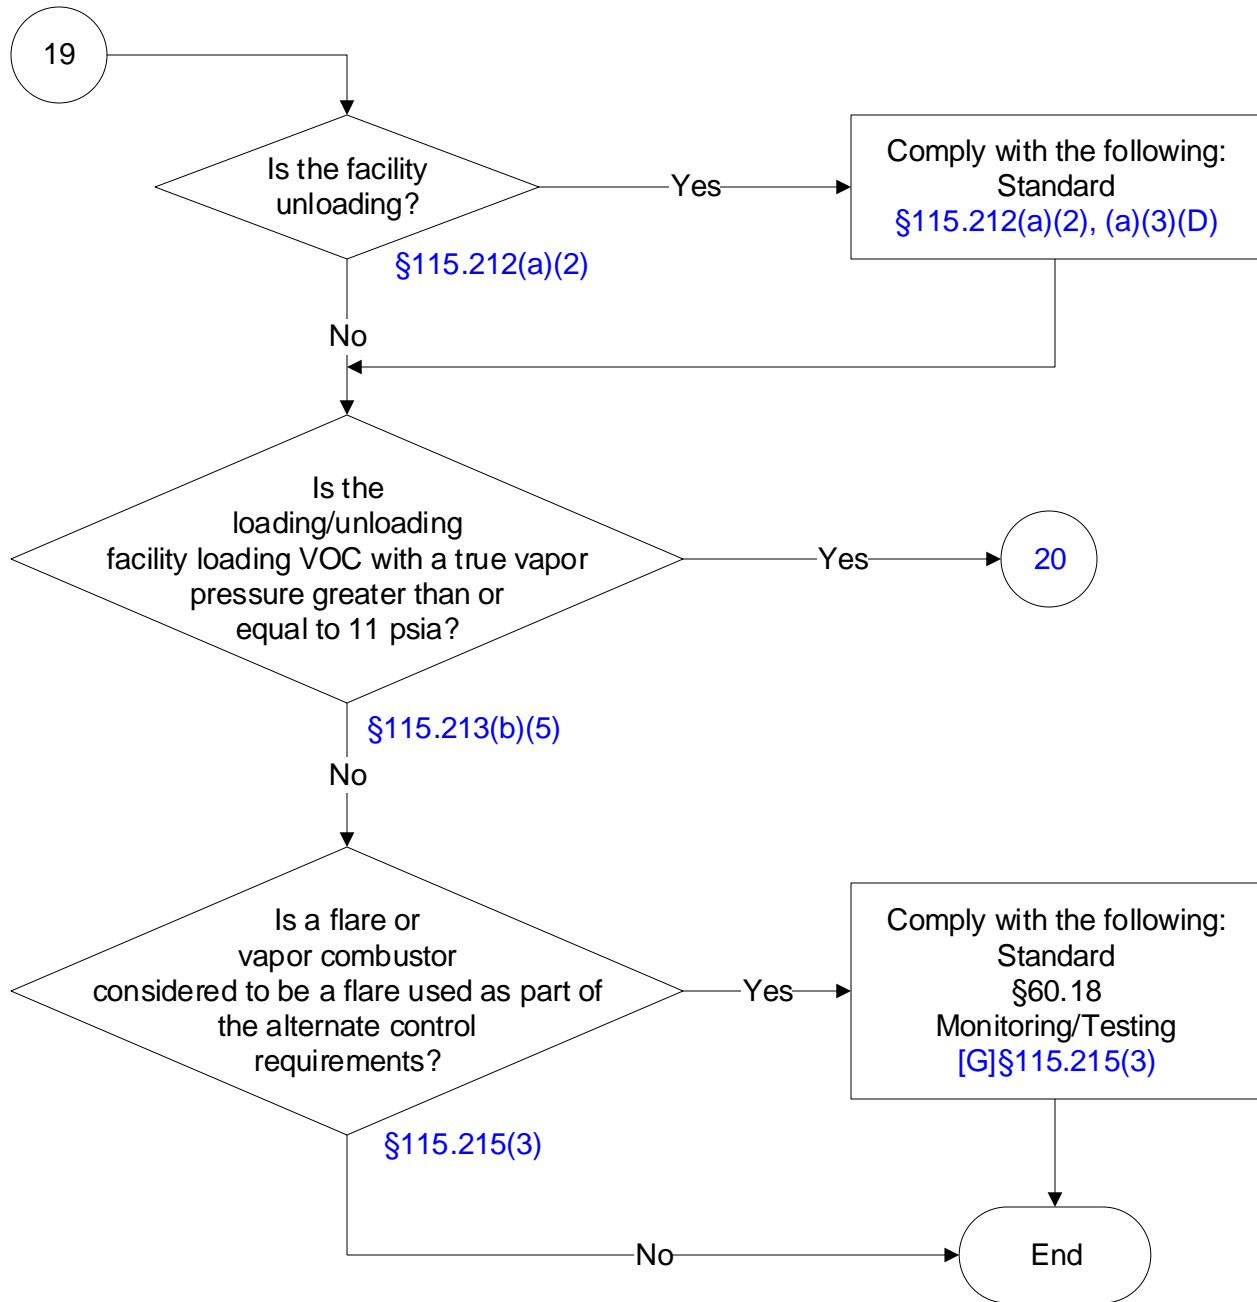 19
Is the facility
unloading?
Yes
Comply with the following:
Standard
§115.212(a)(2), (a)(3)(D)
§115.212(a)(2)
No
Is the
loading/unloading
facility loading VOC with a true vapor
pressure greater than or
equal to 11 psia?
Yes
20
§115.213(b)(5)
No
Is a flare or
vapor combustor
considered to be a flare used as part of
the alternate control
requirements?
Yes
Comply with the following:
Standard
§60.18
Monitoring/Testing
[G]§115.215(3)
§115.215(3)
No
End